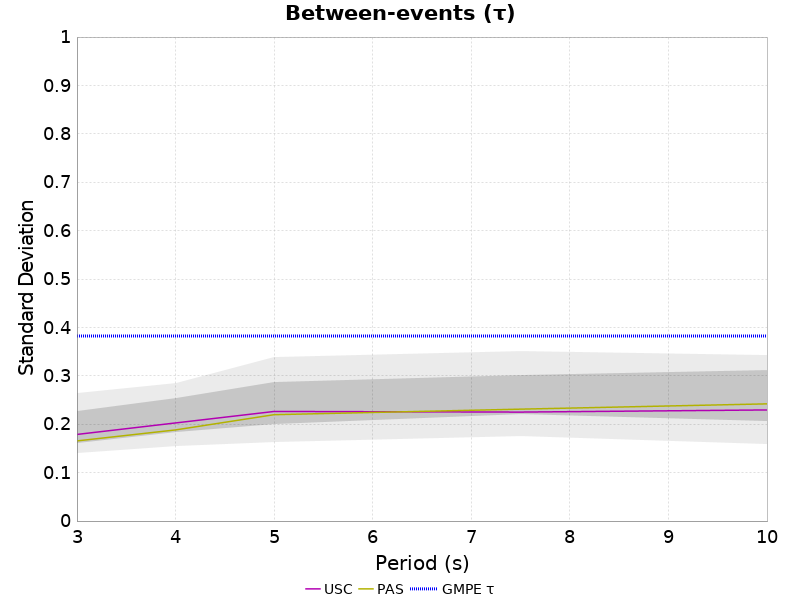 Between-events (τ)
1
0.9
0.8
0.7
0.6
0.5
0.4
0.3
0.2
0.1
0
Standard Deviation
3 4 5 6 7 8 9 10
Period (s)
USC PAS GMPE τ